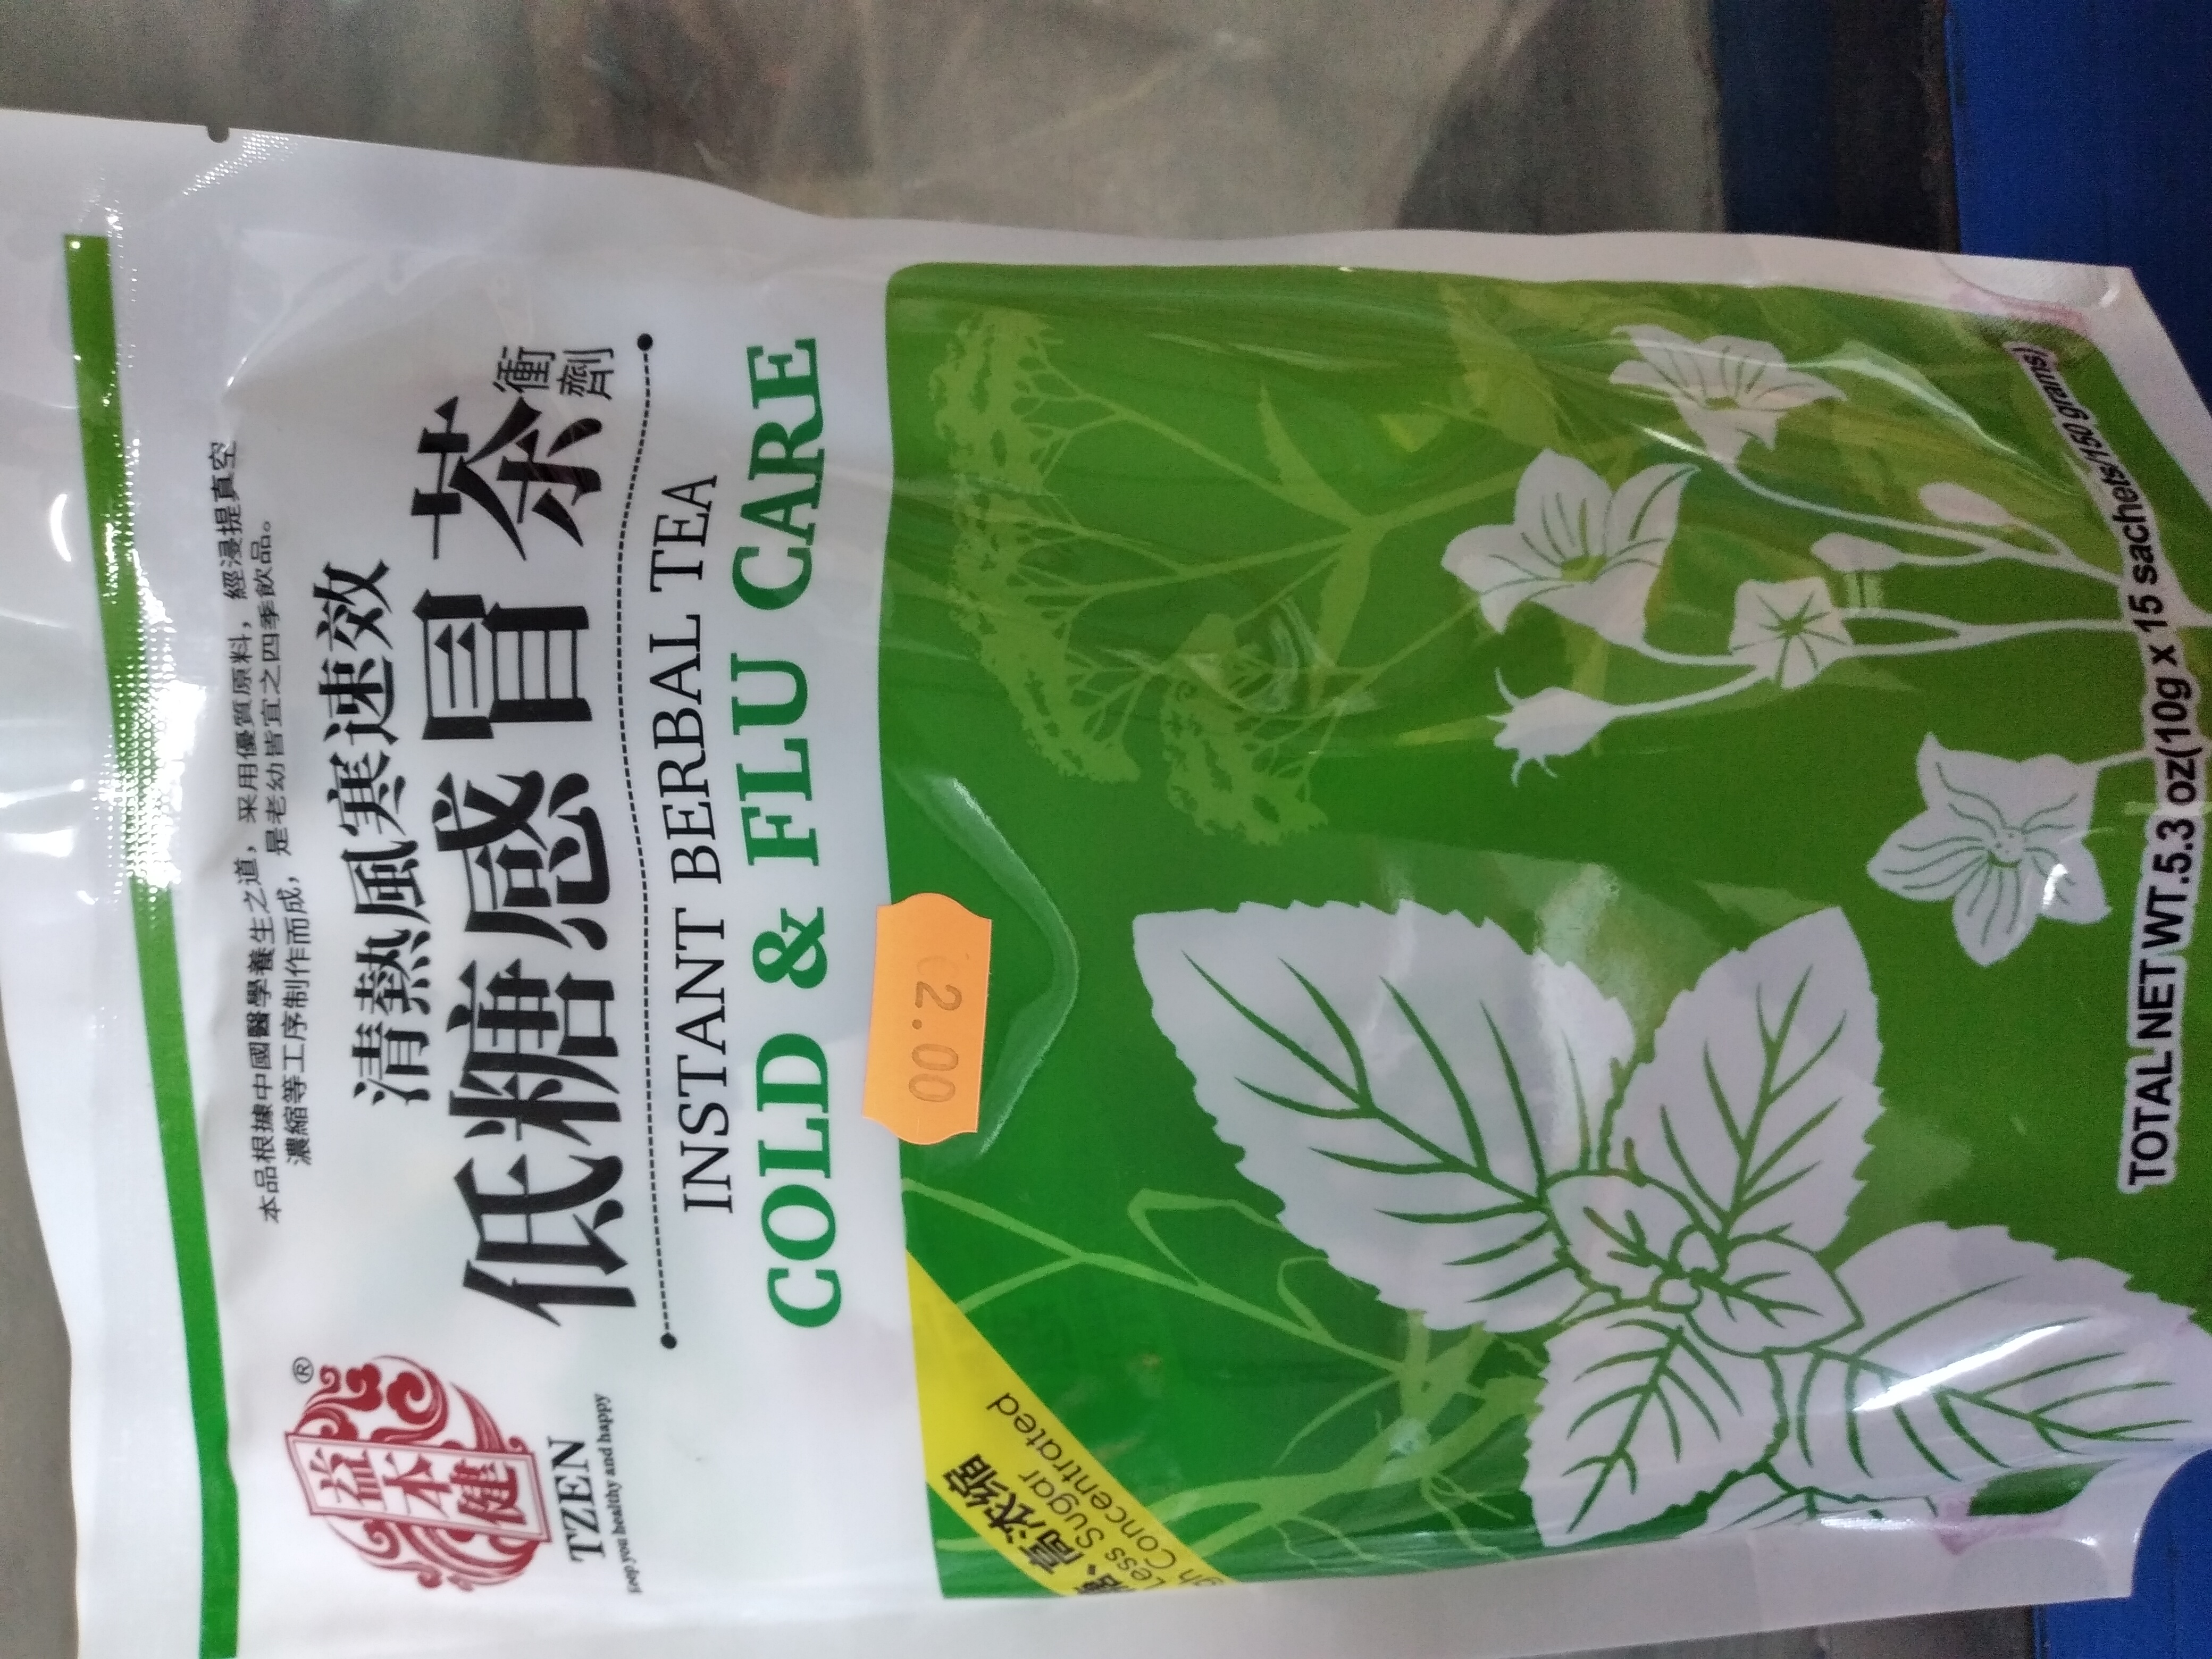 本品根據中國醫學養生之道，采用優質原料，經浸提真空
濃縮等工序制作而成，是老幼皆宜之四季飲品。
益本健
®
TZEN
Keep you healthy and happy
清熱風寒速效
低糖感冒茶
衝劑
INSTANT BERBAL TEA
COLD & FLU CARE
2.00
糖、高浓缩
Less Sugar
gh Concentrated
TOTAL NET WT.5.3 oz(10g x 15 sachets/150 grams)